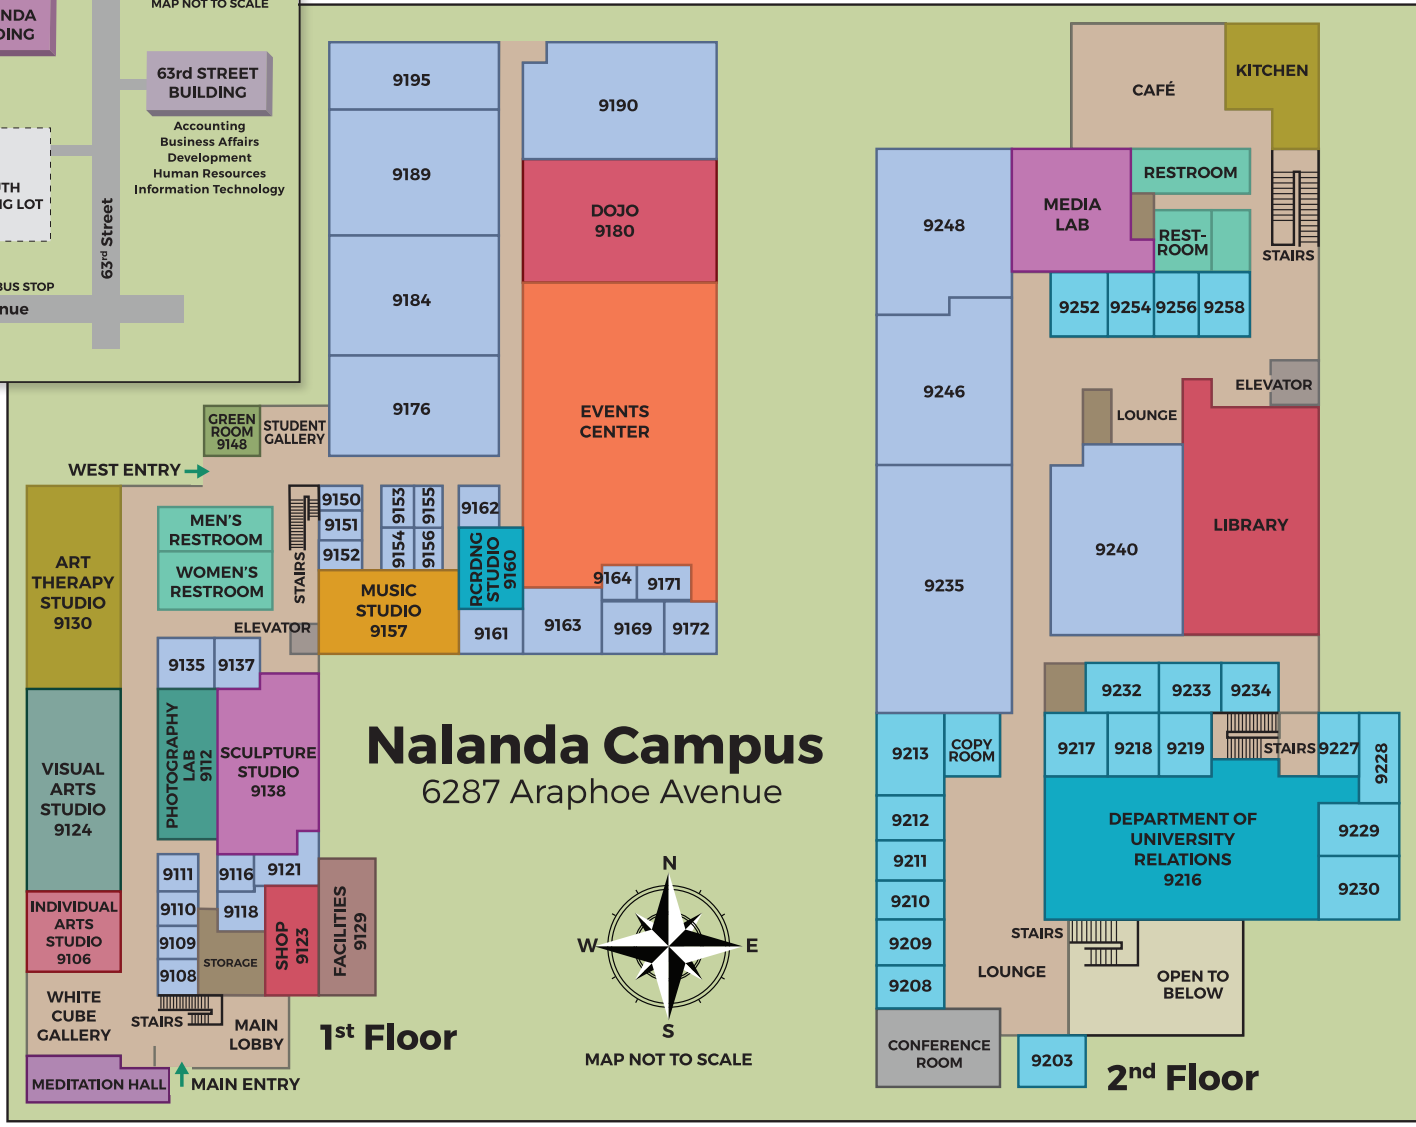 MAP NOT TO SCALE
NDA
DING
63rd STREET
BUILDING
Accounting
Business Affairs
Development
Human Resources
Information Technology
UTH
NG LOT
63rd Street
BUS STOP
nue
9195
9190
9189
DOJO
9180
9184
9176
EVENTS
CENTER
GREEN
ROOM
9148
STUDENT
GALLERY
WEST ENTRY
MEN'S
RESTROOM
WOMEN'S
RESTROOM
STAIRS
9150
9151
9152
9153
9155
9154
9156
9162
RCRDNG
STUDIO
9160
ART
THERAPY
STUDIO
9130
MUSIC
STUDIO
9157
9161
9163
9164
9171
9169
9172
ELEVATOR
9135
9137
PHOTOGRAPHY
LAB
9112
SCULPTURE
STUDIO
9138
VISUAL
ARTS
STUDIO
9124
9111
9116
9121
9110
9118
9109
9108
STORAGE
SHOP
9123
FACILITIES
9129
INDIVIDUAL
ARTS
STUDIO
9106
WHITE
CUBE
GALLERY
STAIRS
MAIN
LOBBY
MEDITATION HALL
MAIN ENTRY
1st Floor
Nalanda Campus
6287 Araphoe Avenue
N
W
E
S
MAP NOT TO SCALE
CAFÉ
KITCHEN
9248
MEDIA
LAB
RESTROOM
REST-
ROOM
STAIRS
9252
9254
9256
9258
9246
ELEVATOR
LOUNGE
LIBRARY
9240
9235
9232
9233
9234
9213
COPY
ROOM
9217
9218
9219
STAIRS
9227
9228
9212
9211
9210
9209
9208
DEPARTMENT OF
UNIVERSITY
RELATIONS
9216
9229
9230
STAIRS
LOUNGE
OPEN TO
BELOW
CONFERENCE
ROOM
9203
2nd Floor